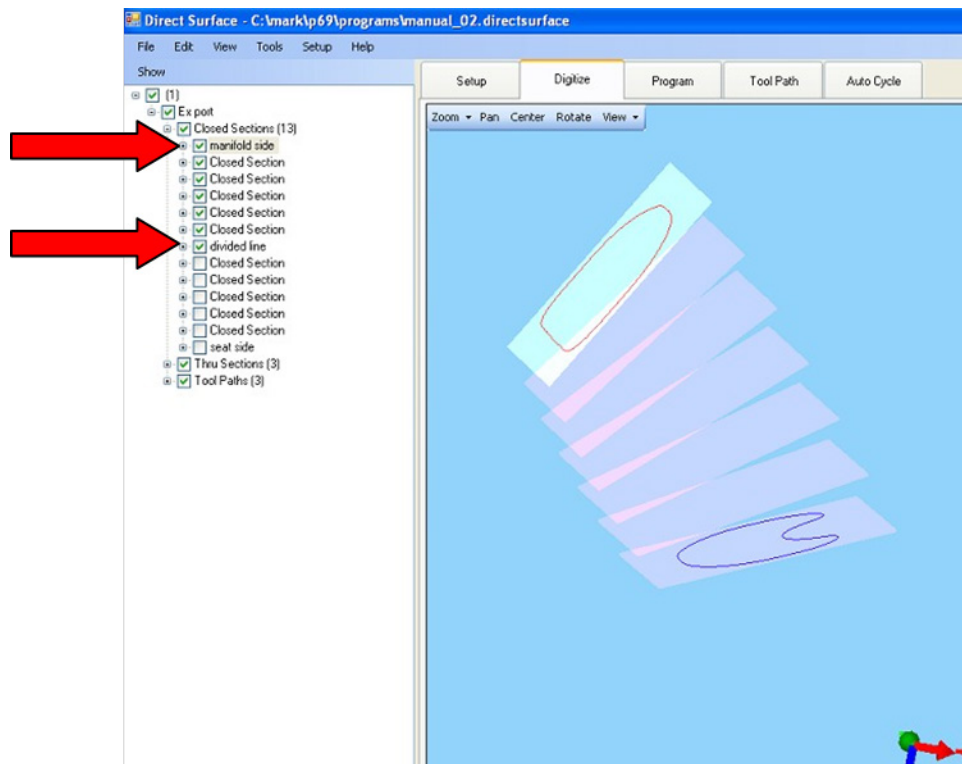 Direct Surface - C:\mark\p69\programs\manual_02.directsurface
File Edit View Tools Setup Help
Show
Setup Digitize Program Tool Path Auto Cycle
Zoom Pan Center Rotate View
(1)
Ex port
Closed Sections (13)
manifold side
Closed Section
Closed Section
Closed Section
Closed Section
Closed Section
divided line
Closed Section
Closed Section
Closed Section
Closed Section
Closed Section
seat side
Thru Sections (3)
Tool Paths (3)